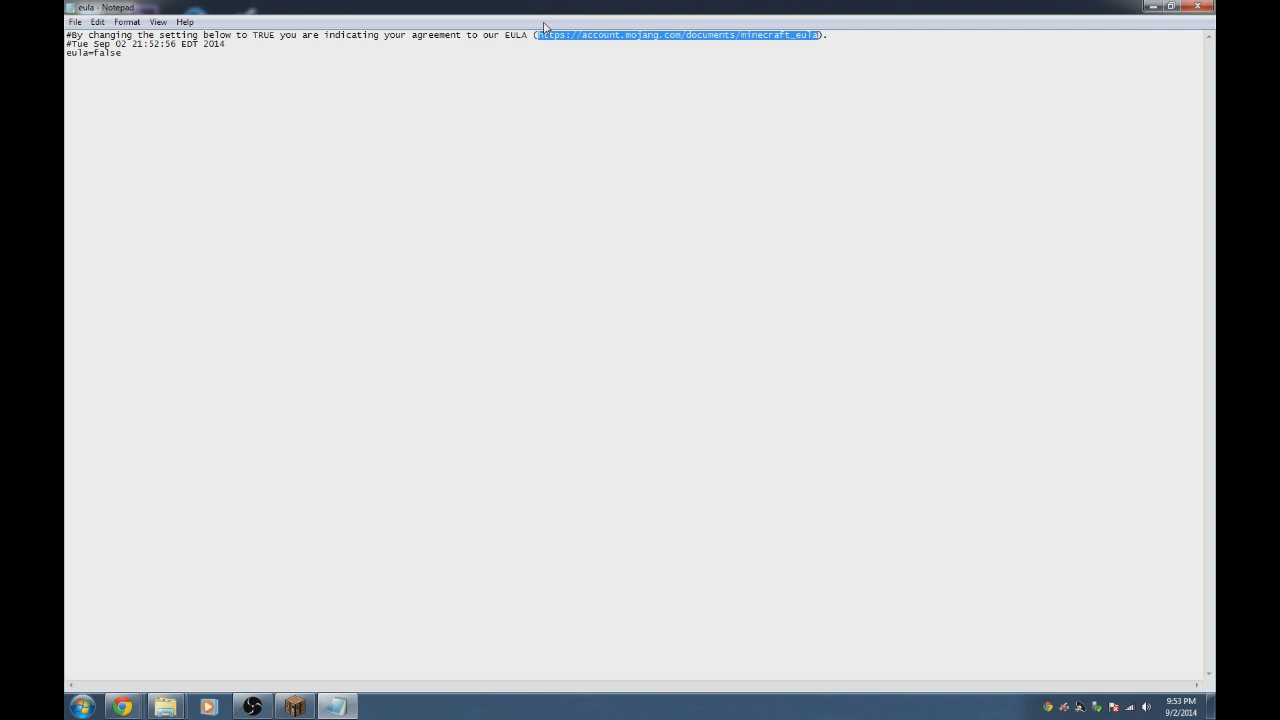 eula - Notepad
File Edit Format View Help
#By changing the setting below to TRUE you are indicating your agreement to our EULA (https://account.mojang.com/documents/minecraft_eula).
#Tue Sep 02 21:52:56 EDT 2014
eula=false
9:53 PM
9/2/2014